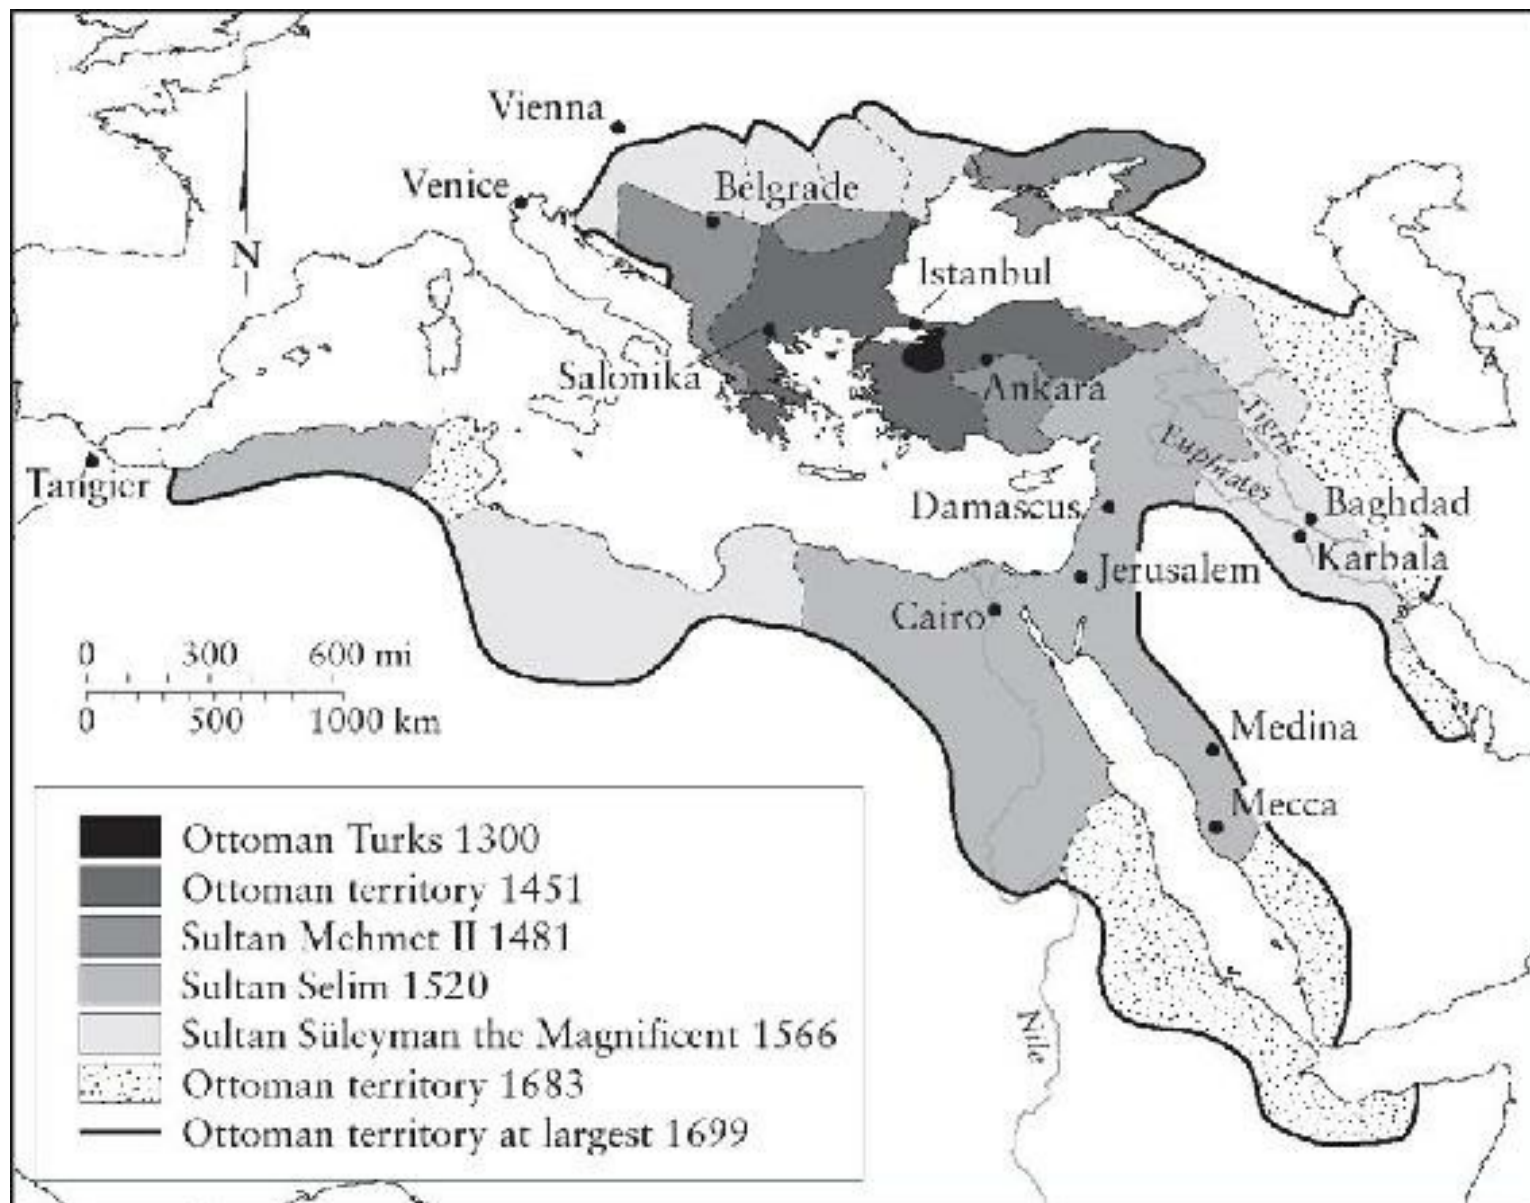 Vienna
Venice
Belgrade
N
Istanbul
Salonika
Ankara
Tigris
Euphrates
Tangier
Damascus
Baghdad
Karbala
Jerusalem
Cairo
0 300 600 mi
0 500 1000 km
Medina
Mecca
Nile
Ottoman Turks 1300
Ottoman territory 1451
Sultan Mehmet II 1481
Sultan Selim 1520
Sultan Süleyman the Magnificent 1566
Ottoman territory 1683
Ottoman territory at largest 1699